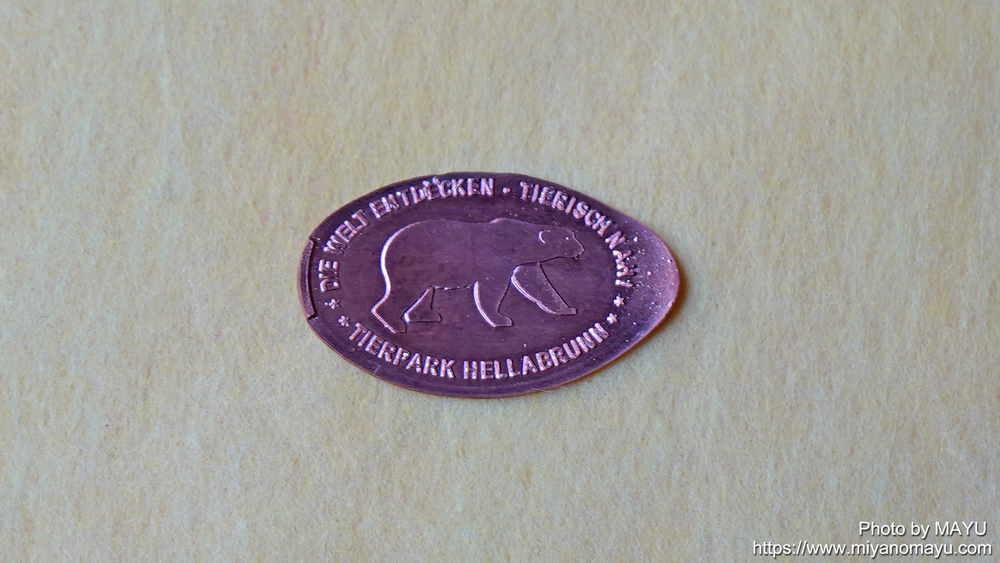 * DIE WELT ENTDECKEN · TIERISCH NAH! *
* TIERPARK HELLABRUNN *
Photo by MAYU
https://www.miyanomayu.com